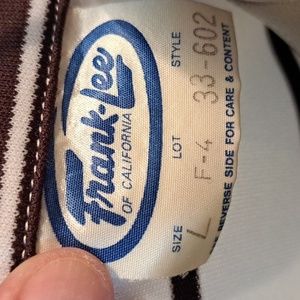 Frank-Lee
OF CALIFORNIA
STYLE 33-602
LOT F-4
SIZE L
REVERSE SIDE FOR CARE & CONTENT